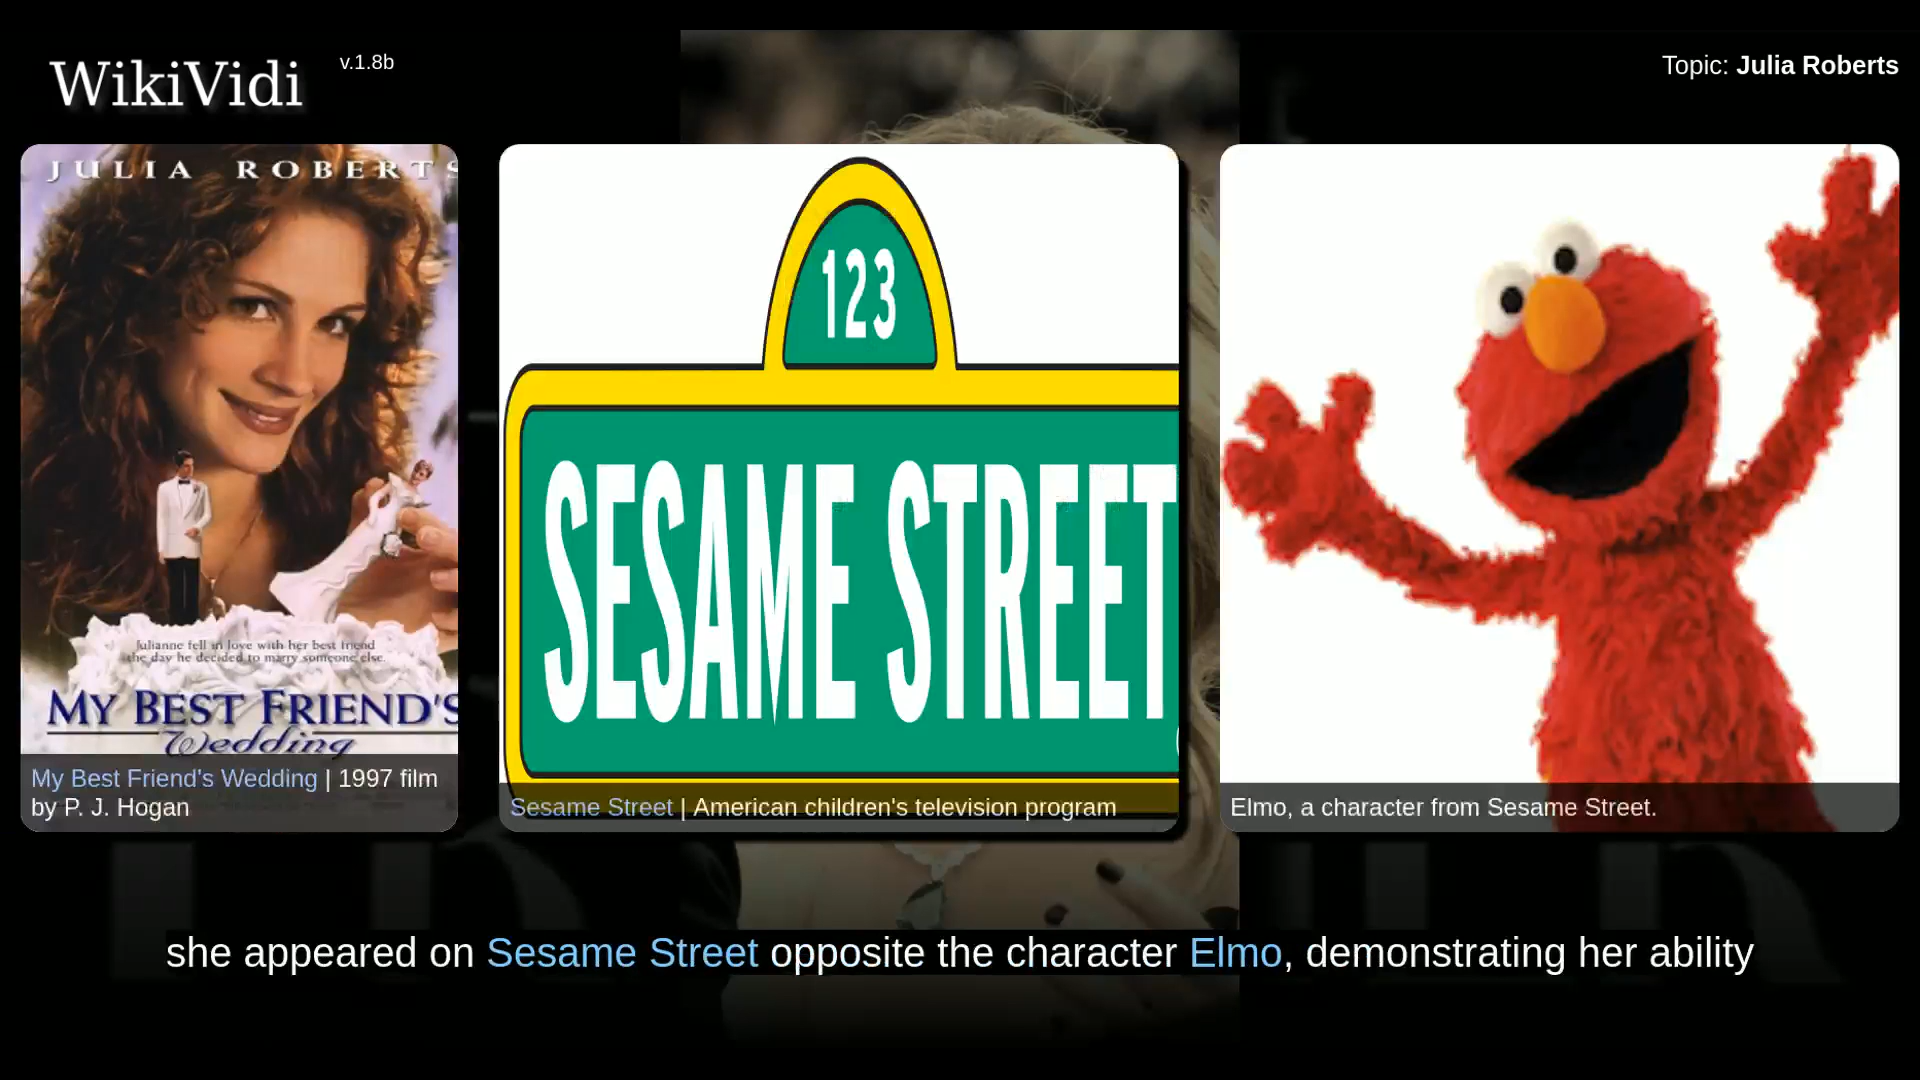 WikiVidi
v.1.8b
Topic: Julia Roberts
JULIA ROBERTS
Julianne fell in love with her best friend
the day he decided to marry someone else.
MY BEST FRIEND'S
Wedding
My Best Friend's Wedding | 1997 film
by P. J. Hogan
123
SESAME STREET
Sesame Street | American children's television program
Elmo, a character from Sesame Street.
she appeared on Sesame Street opposite the character Elmo, demonstrating her ability